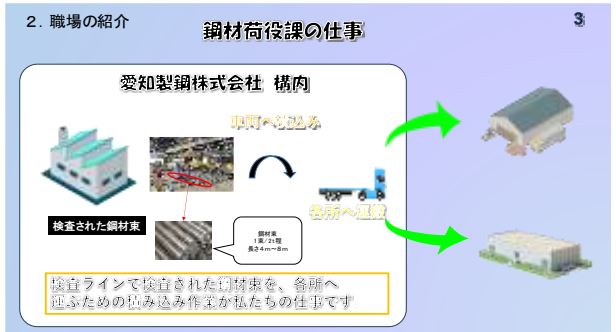 2．職場の紹介
鋼材荷役課の仕事
3
愛知製鋼株式会社 構内
車両へ積込み
各所へ運搬
検査された鋼材束
鋼材束
1束/2t程
長さ4m～8m
検査ラインで検査された鋼材束を、各所へ
運ぶための積み込み作業が私たちの仕事です